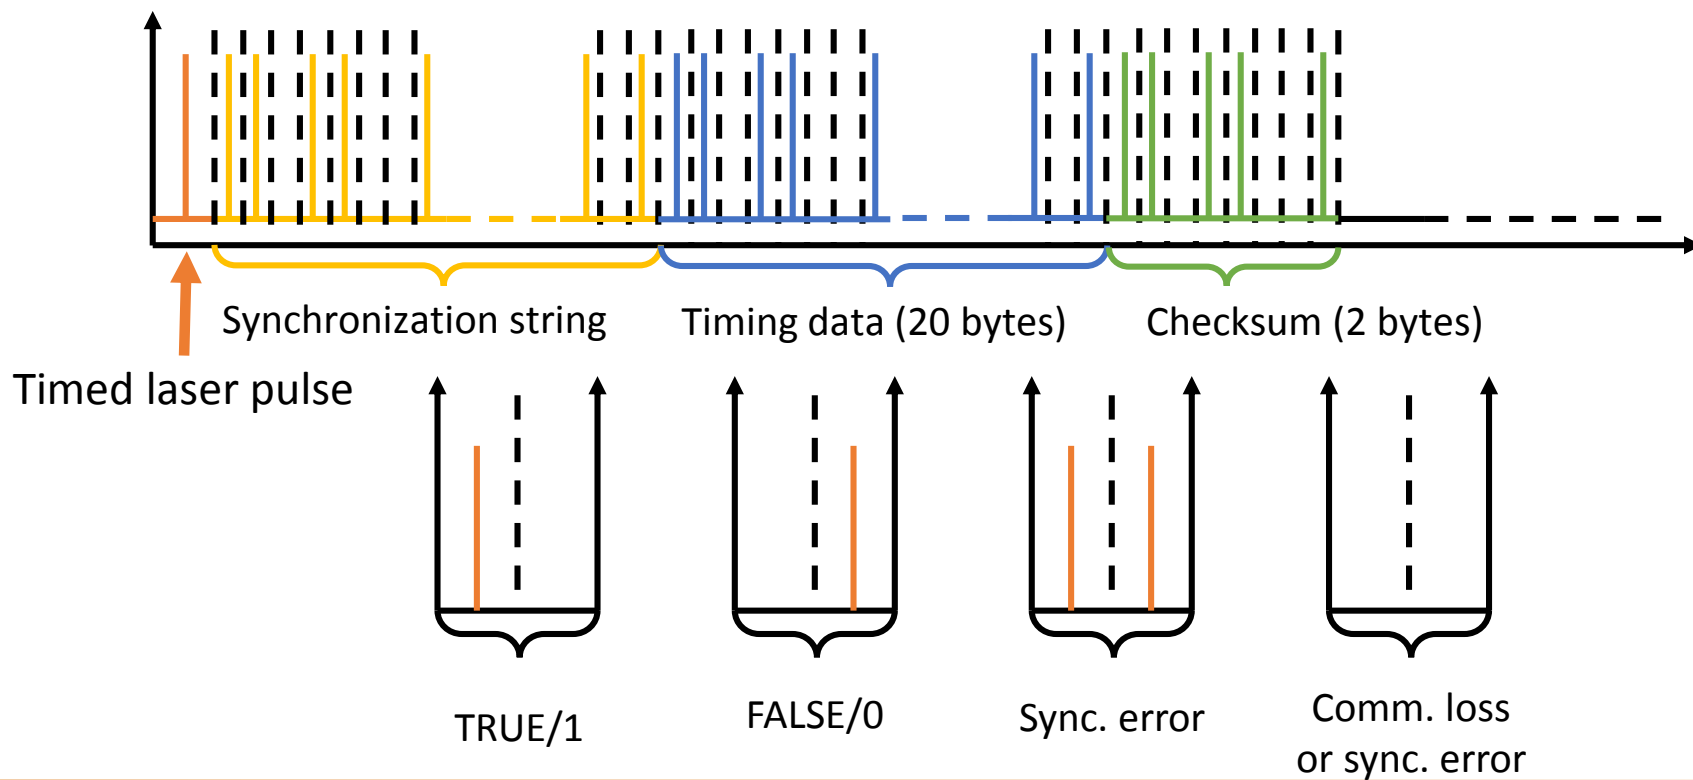 Synchronization string
Timing data (20 bytes)
Checksum (2 bytes)
Timed laser pulse
TRUE/1
FALSE/0
Sync. error
Comm. loss
or sync. error